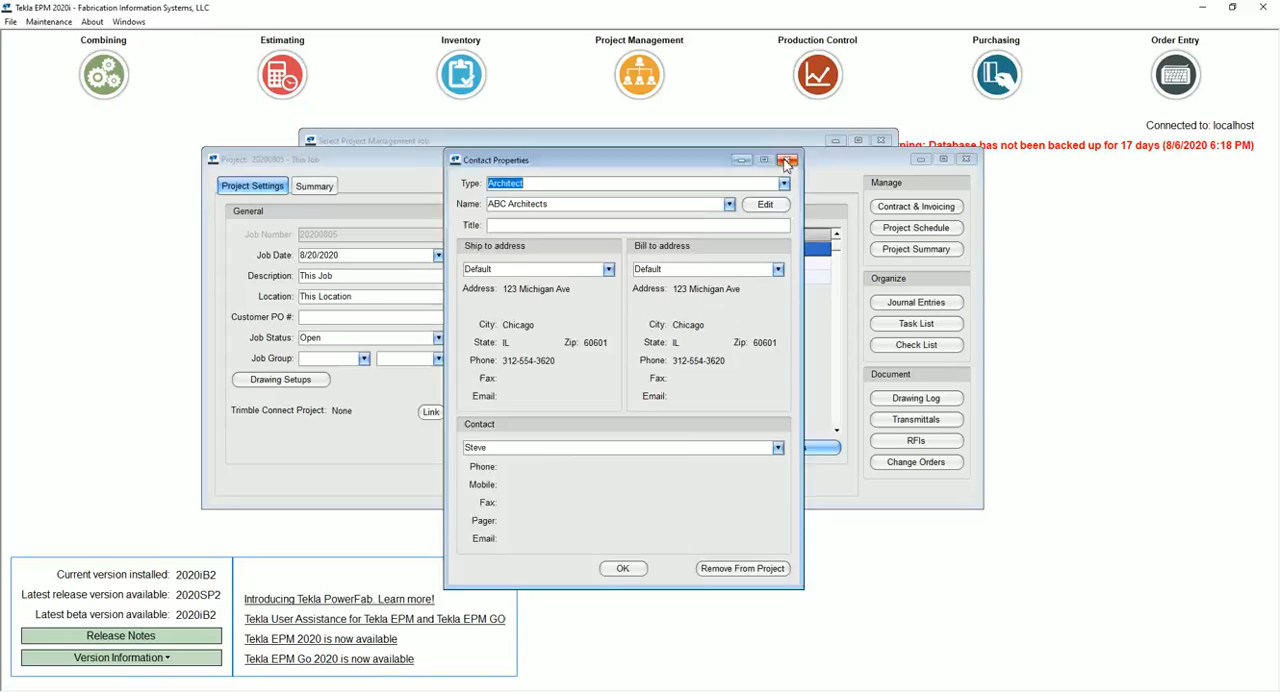 Tekla EPM 2020i - Fabrication Information Systems, LLC
File Maintenance About Windows
Combining Estimating Inventory Project Management Production Control Purchasing Order Entry
Connected to: localhost
ning: Database has not been backed up for 17 days (8/6/2020 6:18 PM)
Select Project Management Job
Project: 20200805 - This Job
Project Settings Summary
General
Job Number: 20200805
Job Date: 8/20/2020
Description: This Job
Location: This Location
Customer PO #:
Job Status: Open
Job Group:
Drawing Setups
Trimble Connect Project: None Link
Contact Properties
Type: Architect
Name: ABC Architects Edit
Title:
Ship to address
Default
Address: 123 Michigan Ave
City: Chicago
State: IL Zip: 60601
Phone: 312-554-3620
Fax:
Email:
Bill to address
Default
Address: 123 Michigan Ave
City: Chicago
State: IL Zip: 60601
Phone: 312-554-3620
Fax:
Email:
Contact
Steve
Phone:
Mobile:
Fax:
Pager:
Email:
OK Remove From Project
Manage
Contract & Invoicing
Project Schedule
Project Summary
Organize
Journal Entries
Task List
Check List
Document
Drawing Log
Transmittals
RFIs
Change Orders
Current version installed: 2020iB2
Latest release version available: 2020SP2
Latest beta version available: 2020iB2
Release Notes
Version Information
Introducing Tekla PowerFab. Learn more!
Tekla User Assistance for Tekla EPM and Tekla EPM GO
Tekla EPM 2020 is now available
Tekla EPM Go 2020 is now available